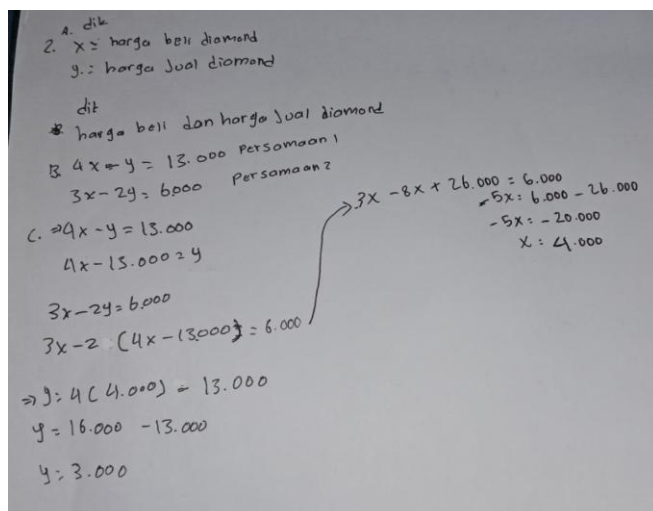 A. dik
2. x = harga beli diamond
y. = harga Jual diamond
dit
* harga beli dan harga Jual diamond
B. 4x - y = 13.000 Persamaan 1
3x - 2y = 6000 Persamaan 2
C. ⇒ 4x - y = 13.000
4x - 13.000 = y
3x - 2y = 6.000
3x - 2 (4x - 13.000) = 6.000
→ 3x - 8x + 26.000 = 6.000
-5x = 6.000 - 26.000
-5x = -20.000
x = 4.000
⇒ y = 4 (4.000) - 13.000
y = 16.000 - 13.000
y = 3.000